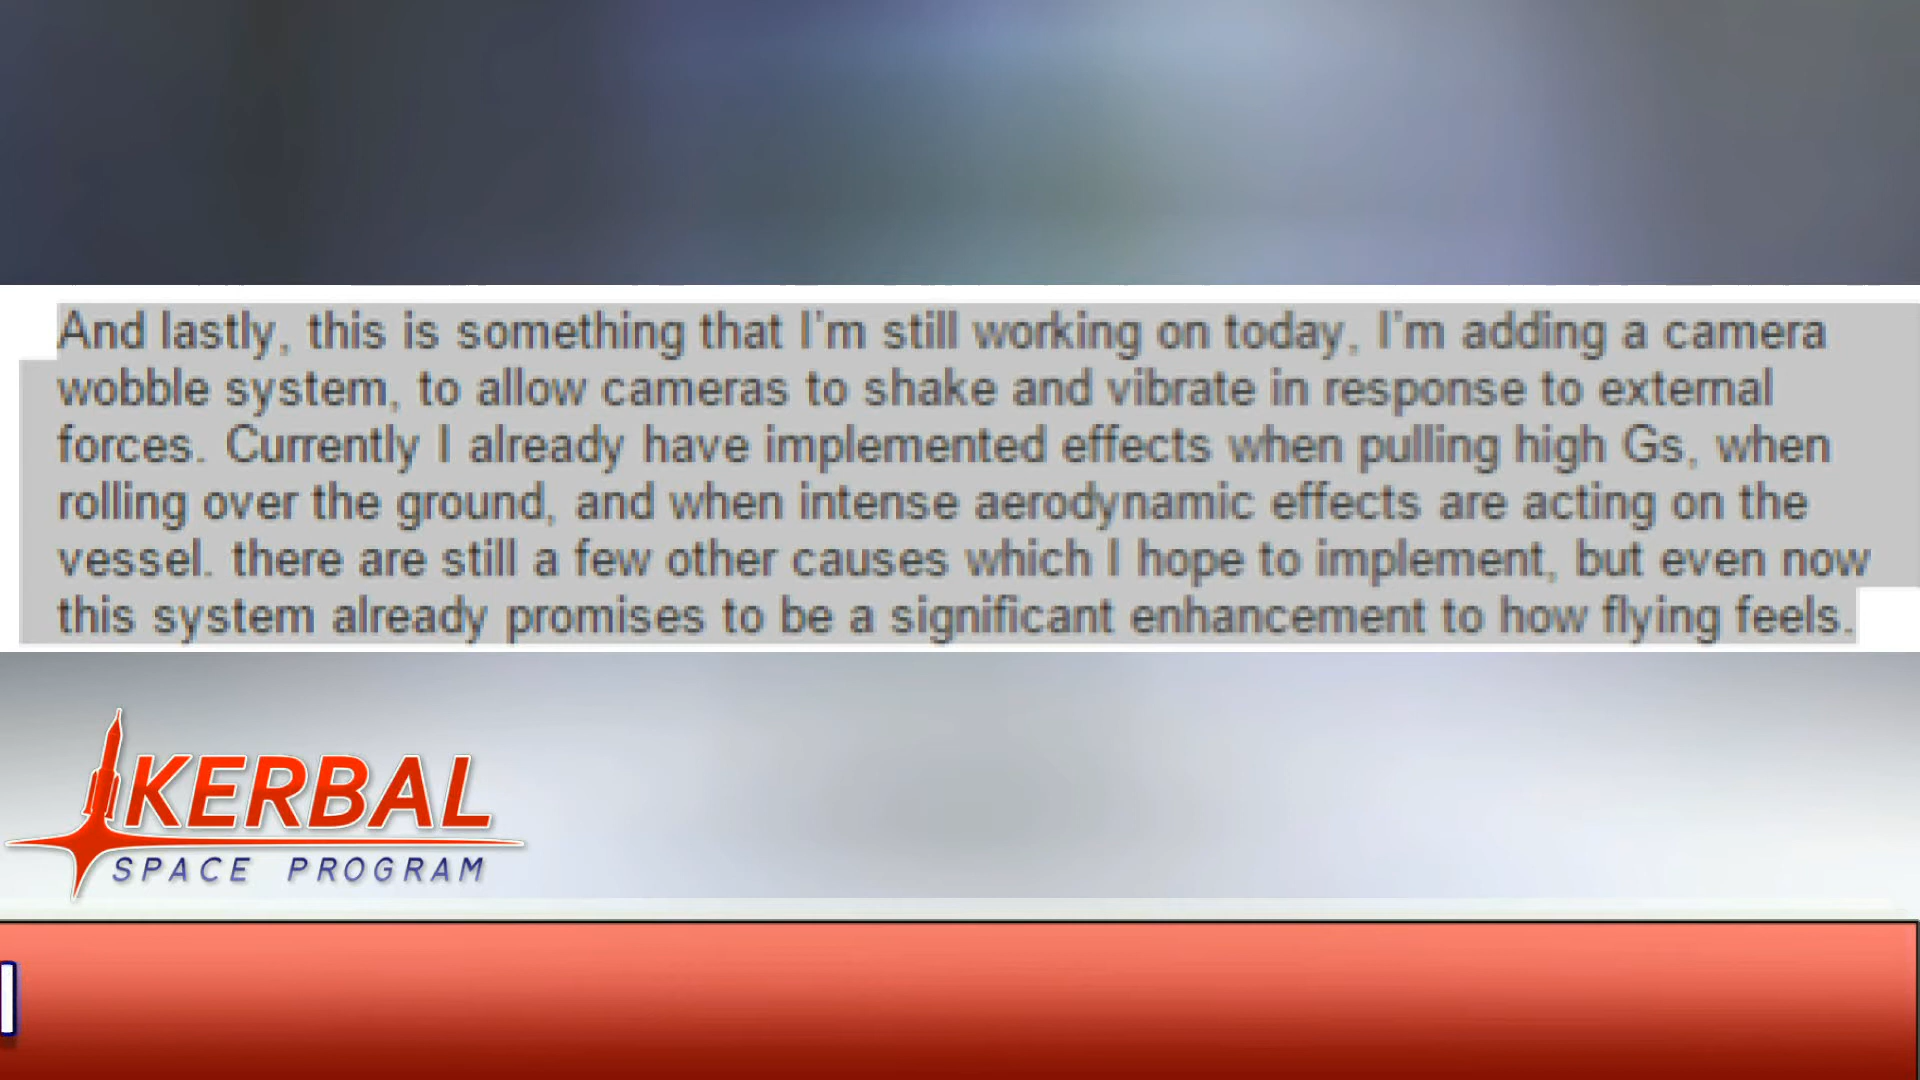 And lastly, this is something that I'm still working on today, I'm adding a camera
wobble system, to allow cameras to shake and vibrate in response to external
forces. Currently I already have implemented effects when pulling high Gs, when
rolling over the ground, and when intense aerodynamic effects are acting on the
vessel. there are still a few other causes which I hope to implement, but even now
this system already promises to be a significant enhancement to how flying feels.
KERBAL
SPACE PROGRAM